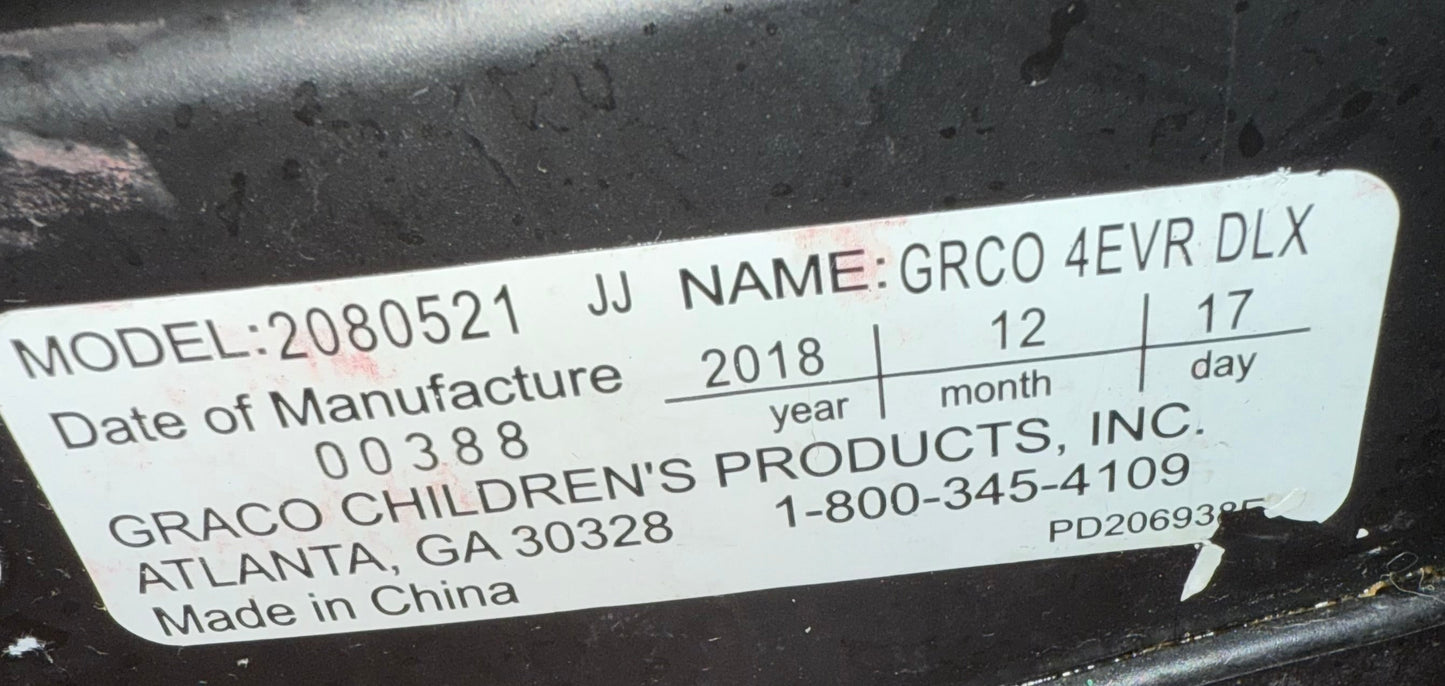 MODEL:2080521 JJ NAME:GRCO 4EVR DLX
Date of Manufacture 2018 12 17
year month day
00388
GRACO CHILDREN'S PRODUCTS, INC.
ATLANTA, GA 30328 1-800-345-4109
Made in China